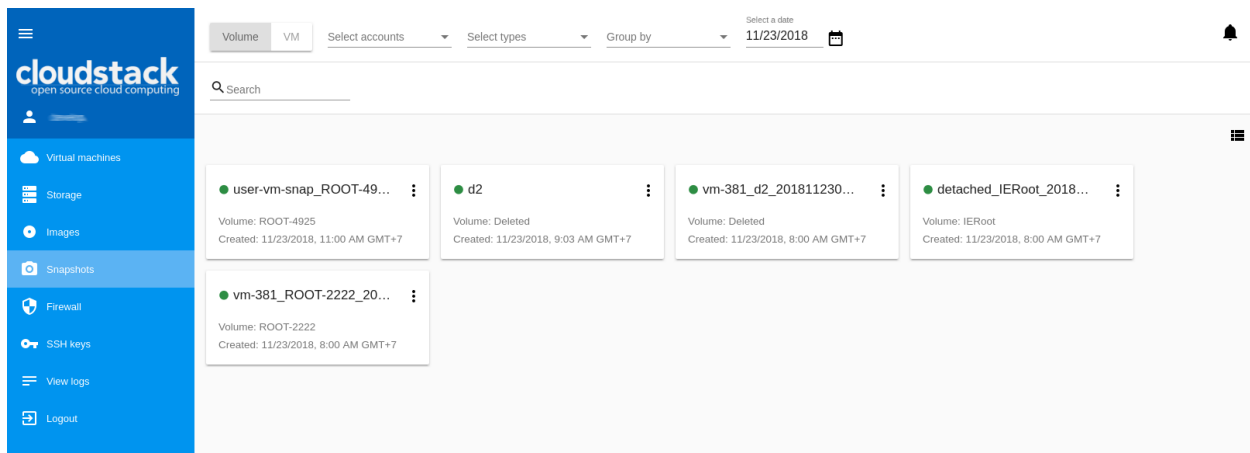 cloudstack
open source cloud computing
Virtual machines
Storage
Images
Snapshots
Firewall
SSH keys
View logs
Logout
Volume VM Select accounts Select types Group by Select a date 11/23/2018
Search
user-vm-snap_ROOT-49...
Volume: ROOT-4925
Created: 11/23/2018, 11:00 AM GMT+7
d2
Volume: Deleted
Created: 11/23/2018, 9:03 AM GMT+7
vm-381_d2_201811230...
Volume: Deleted
Created: 11/23/2018, 8:00 AM GMT+7
detached_IERoot_2018...
Volume: IERoot
Created: 11/23/2018, 8:00 AM GMT+7
vm-381_ROOT-2222_20...
Volume: ROOT-2222
Created: 11/23/2018, 8:00 AM GMT+7